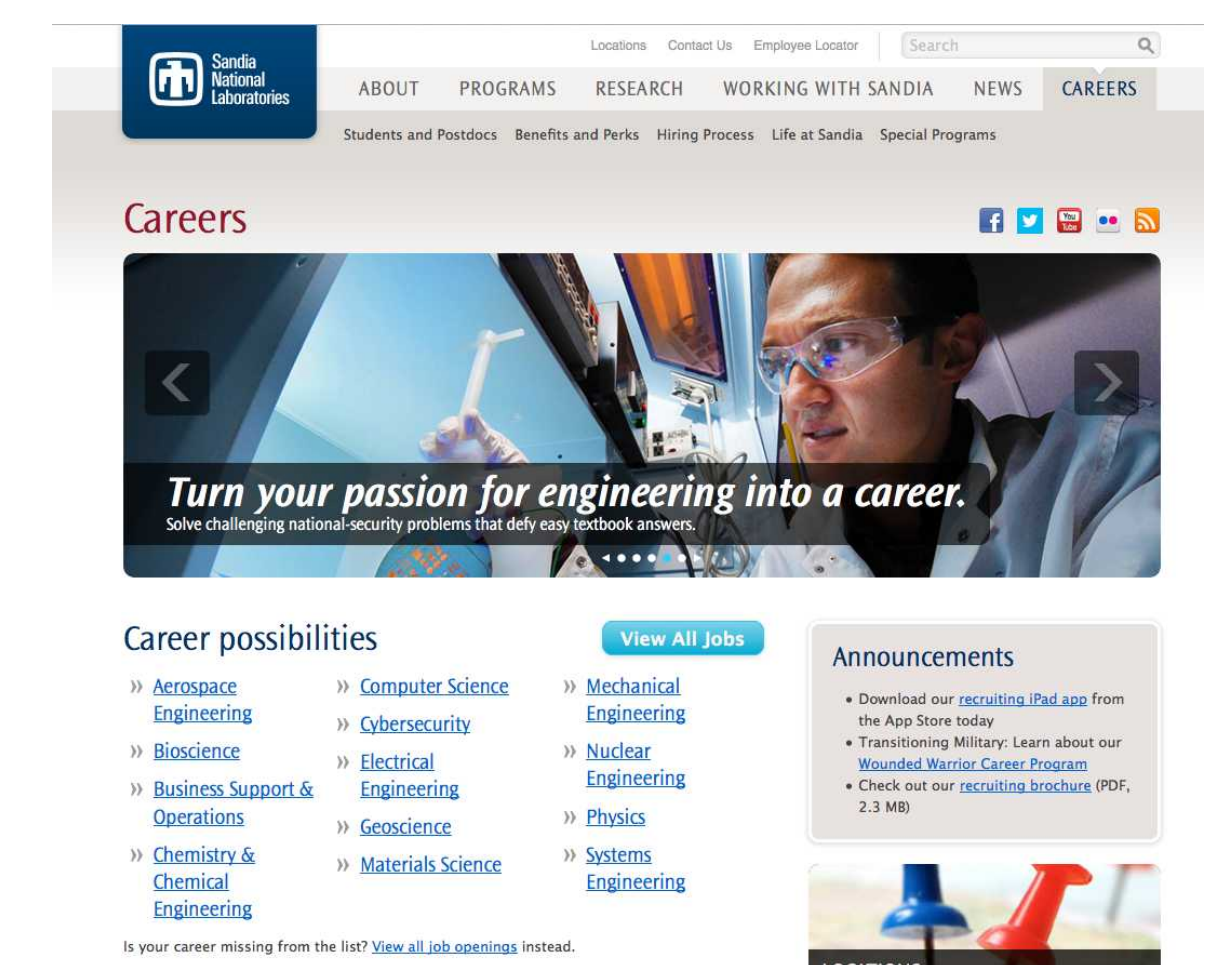 Sandia
National
Laboratories
Locations Contact Us Employee Locator Search
ABOUT PROGRAMS RESEARCH WORKING WITH SANDIA NEWS CAREERS
Students and Postdocs Benefits and Perks Hiring Process Life at Sandia Special Programs
Careers
You
Tube
Turn your passion for engineering into a career.
Solve challenging national-security problems that defy easy textbook answers.
Career possibilities
View All Jobs
» Aerospace
Engineering
» Bioscience
» Business Support &
Operations
» Chemistry &
Chemical
Engineering
» Computer Science
» Cybersecurity
» Electrical
Engineering
» Geoscience
» Materials Science
» Mechanical
Engineering
» Nuclear
Engineering
» Physics
» Systems
Engineering
Is your career missing from the list? View all job openings instead.
Announcements
• Download our recruiting iPad app from
the App Store today
• Transitioning Military: Learn about our
Wounded Warrior Career Program
• Check out our recruiting brochure (PDF,
2.3 MB)